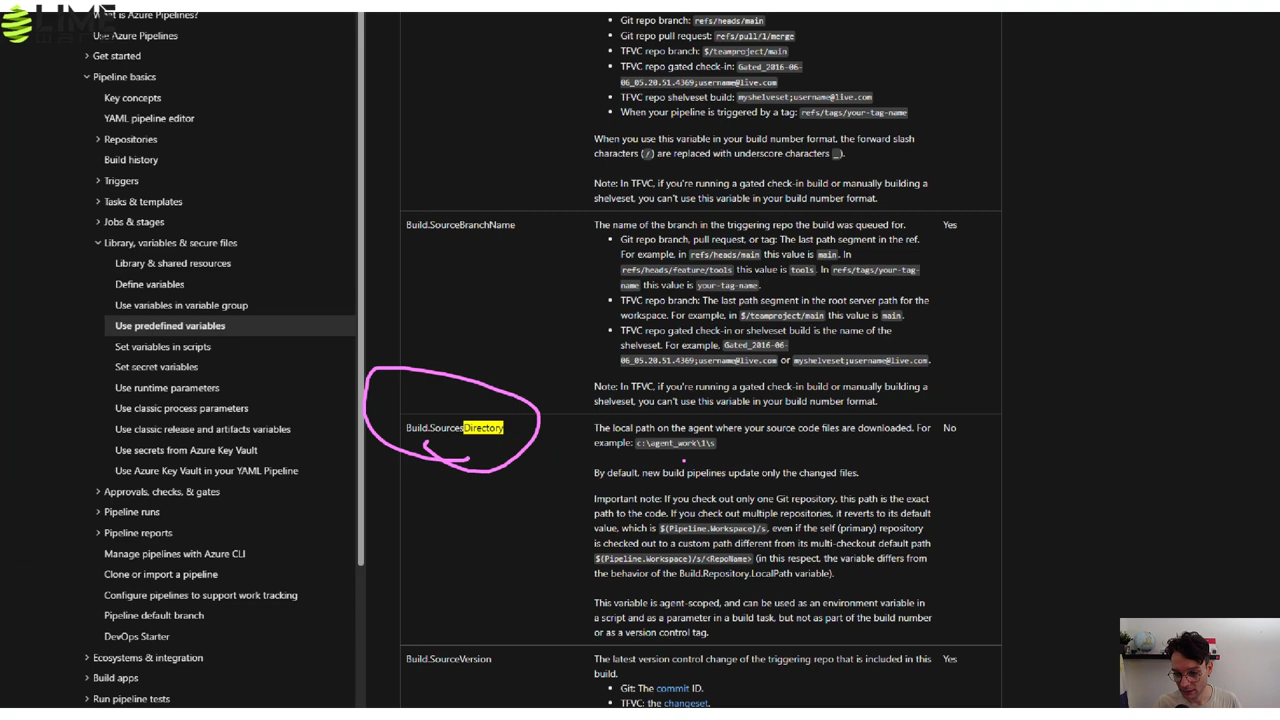 LIME
What is Azure Pipelines?
Use Azure Pipelines
Get started
Pipeline basics
Key concepts
YAML pipeline editor
Repositories
Build history
Triggers
Tasks & templates
Jobs & stages
Library, variables & secure files
Library & shared resources
Define variables
Use variables in variable group
Use predefined variables
Set variables in scripts
Set secret variables
Use runtime parameters
Use classic process parameters
Use classic release and artifacts variables
Use secrets from Azure Key Vault
Use Azure Key Vault in your YAML Pipeline
Approvals, checks, & gates
Pipeline runs
Pipeline reports
Manage pipelines with Azure CLI
Clone or import a pipeline
Configure pipelines to support work tracking
Pipeline default branch
DevOps Starter
Ecosystems & integration
Build apps
Run pipeline tests
Git repo branch: refs/heads/main
Git repo pull request: refs/pull/1/merge
TFVC repo branch: $/teamproject/main
TFVC repo gated check-in: Gated_2016-06-
06_05.20.51.4369;username@live.com
TFVC repo shelveset build: myshelveset;username@live.com
When your pipeline is triggered by a tag: refs/tags/your-tag-name
When you use this variable in your build number format, the forward slash
characters (/) are replaced with underscore characters _).
Note: In TFVC, if you're running a gated check-in build or manually building a
shelveset, you can't use this variable in your build number format.
Build.SourceBranchName
The name of the branch in the triggering repo the build was queued for.
Yes
Git repo branch, pull request, or tag: The last path segment in the ref.
For example, in refs/heads/main this value is main. In
refs/heads/feature/tools this value is tools. In refs/tags/your-tag-
name this value is your-tag-name.
TFVC repo branch: The last path segment in the root server path for the
workspace. For example, in $/teamproject/main this value is main.
TFVC repo gated check-in or shelveset build is the name of the
shelveset. For example, Gated_2016-06-
06_05.20.51.4369;username@live.com or myshelveset;username@live.com.
Note: In TFVC, if you're running a gated check-in build or manually building a
shelveset, you can't use this variable in your build number format.
Build.SourcesDirectory
The local path on the agent where your source code files are downloaded. For
No
example: c:\agent_work\1\s
By default, new build pipelines update only the changed files.
Important note: If you check out only one Git repository, this path is the exact
path to the code. If you check out multiple repositories, it reverts to its default
value, which is $(Pipeline.Workspace)/s, even if the self (primary) repository
is checked out to a custom path different from its multi-checkout default path
$(Pipeline.Workspace)/s/<RepoName> (in this respect, the variable differs from
the behavior of the Build.Repository.LocalPath variable).
This variable is agent-scoped, and can be used as an environment variable in
a script and as a parameter in a build task, but not as part of the build number
or as a version control tag.
Build.SourceVersion
The latest version control change of the triggering repo that is included in this
Yes
build.
Git: The commit ID.
TFVC: the changeset.